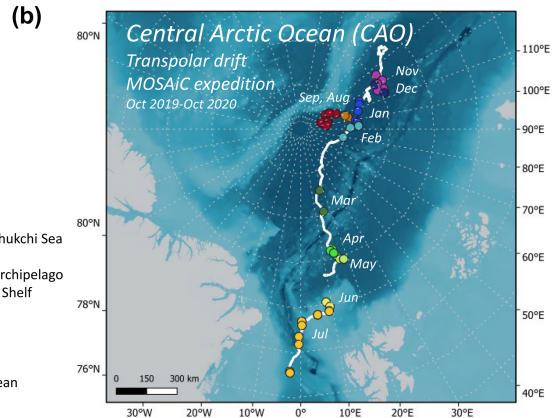 (b)
Central Arctic Ocean (CAO)
Transpolar drift
MOSAiC expedition
Oct 2019-Oct 2020
80°N
110°E
Nov
Dec
100°E
Sep, Aug
Jan
90°E
Feb
80°E
Mar
70°E
80°N
hukchi Sea
Apr
60°E
May
rchipelago
Shelf
Jun
78°N
50°E
Jul
76°N
ean
0 150 300 km
40°E
30°W 20°W 10°W 0° 10°E 20°E 30°E